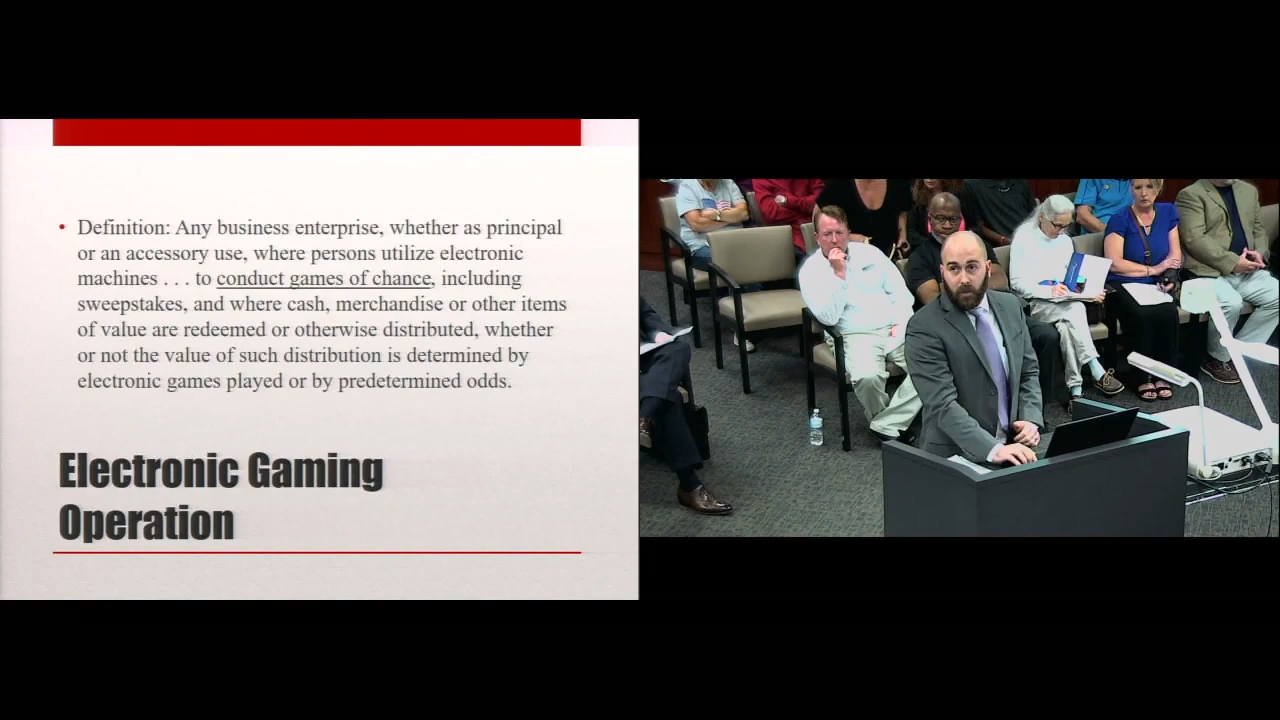 • Definition: Any business enterprise, whether as principal
or an accessory use, where persons utilize electronic
machines . . . to conduct games of chance, including
sweepstakes, and where cash, merchandise or other items
of value are redeemed or otherwise distributed, whether
or not the value of such distribution is determined by
electronic games played or by predetermined odds.
Electronic Gaming
Operation